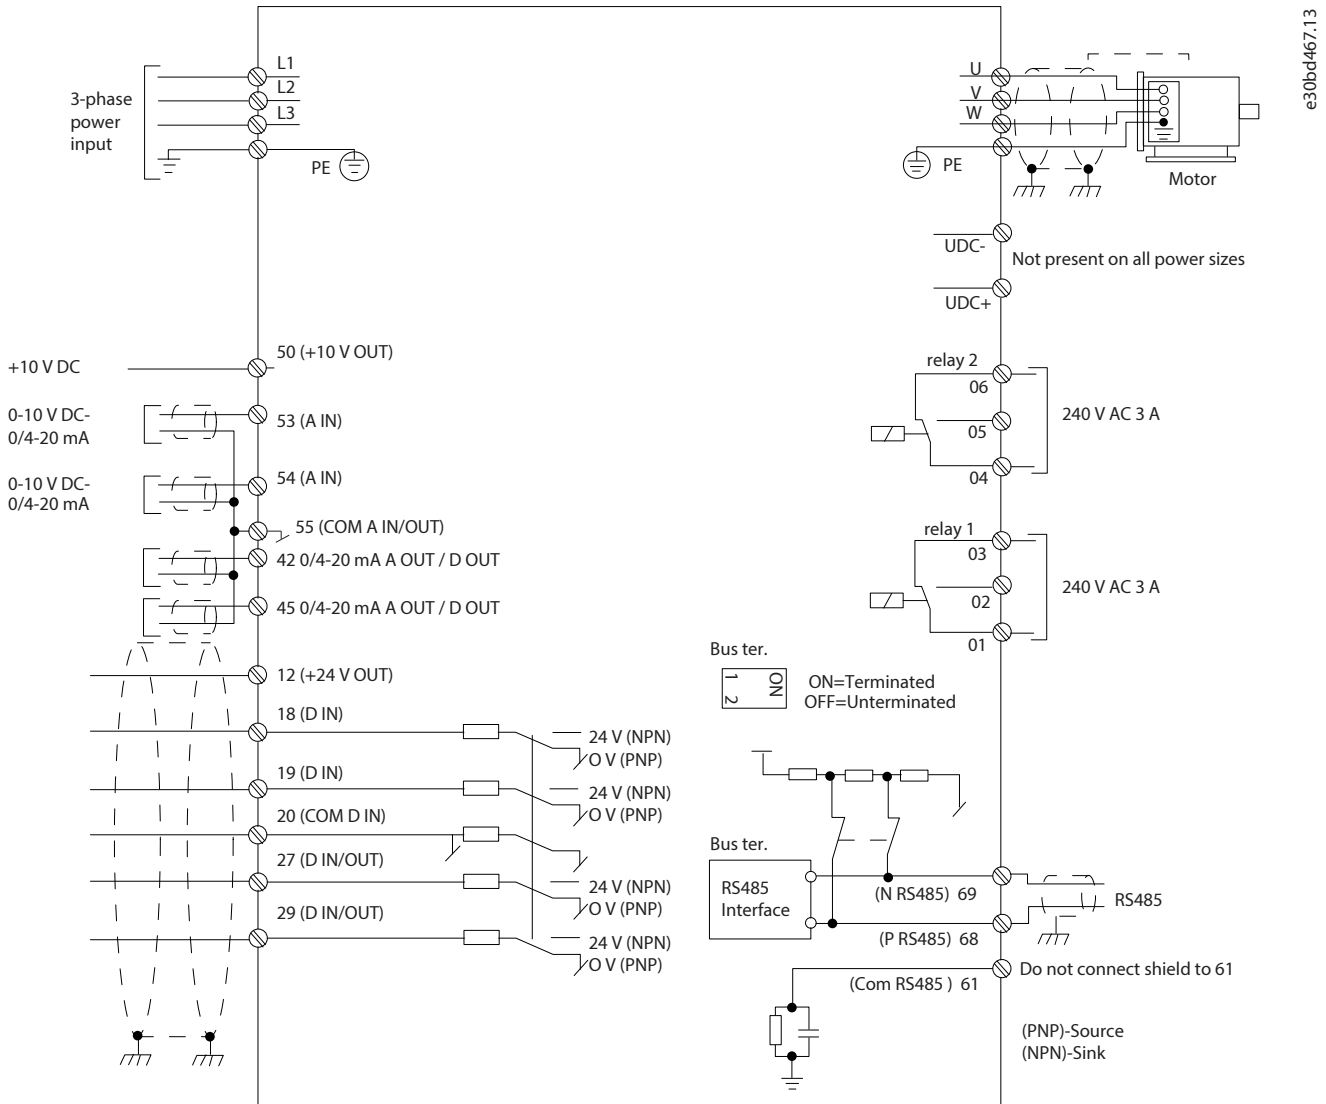 e30bd467.13
L1
L2
L3
3-phase
power
input
PE
U
V
W
PE
Motor
UDC-
Not present on all power sizes
UDC+
+10 V DC
50 (+10 V OUT)
0-10 V DC-
0/4-20 mA
53 (A IN)
0-10 V DC-
0/4-20 mA
54 (A IN)
55 (COM A IN/OUT)
42 0/4-20 mA A OUT / D OUT
45 0/4-20 mA A OUT / D OUT
12 (+24 V OUT)
18 (D IN)
24 V (NPN)
O V (PNP)
19 (D IN)
24 V (NPN)
O V (PNP)
20 (COM D IN)
27 (D IN/OUT)
24 V (NPN)
O V (PNP)
29 (D IN/OUT)
24 V (NPN)
O V (PNP)
relay 2
06
05
04
240 V AC 3 A
relay 1
03
02
01
240 V AC 3 A
Bus ter.
1
2
ON
ON=Terminated
OFF=Unterminated
Bus ter.
RS485
Interface
(N RS485) 69
RS485
(P RS485) 68
(Com RS485 ) 61
Do not connect shield to 61
(PNP)-Source
(NPN)-Sink